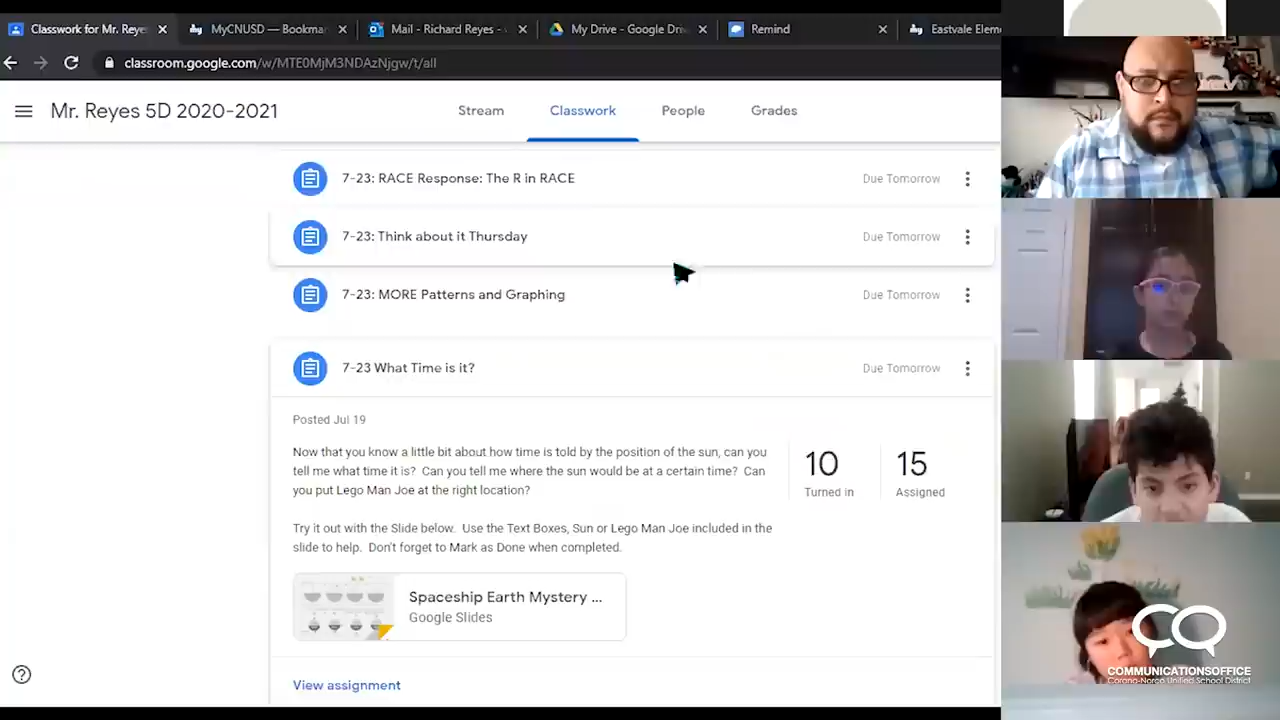 Classwork for Mr. Reye
MyCNUSD — Bookma
Mail - Richard Reyes -
My Drive - Google Dri
Remind
Eastvale Elem
classroom.google.com/w/MTE0MjM3NDAzNjgw/t/all
Mr. Reyes 5D 2020-2021
Stream
Classwork
People
Grades
7-23: RACE Response: The R in RACE
Due Tomorrow
7-23: Think about it Thursday
Due Tomorrow
7-23: MORE Patterns and Graphing
Due Tomorrow
7-23 What Time is it?
Due Tomorrow
Posted Jul 19
Now that you know a little bit about how time is told by the position of the sun, can you
tell me what time it is? Can you tell me where the sun would be at a certain time? Can
you put Lego Man Joe at the right location?
10
Turned in
15
Assigned
Try it out with the Slide below. Use the Text Boxes, Sun or Lego Man Joe included in the
slide to help. Don't forget to Mark as Done when completed.
Spaceship Earth Mystery ...
Google Slides
View assignment
COMMUNICATIONSOFFICE
Corona-Norco Unified School District